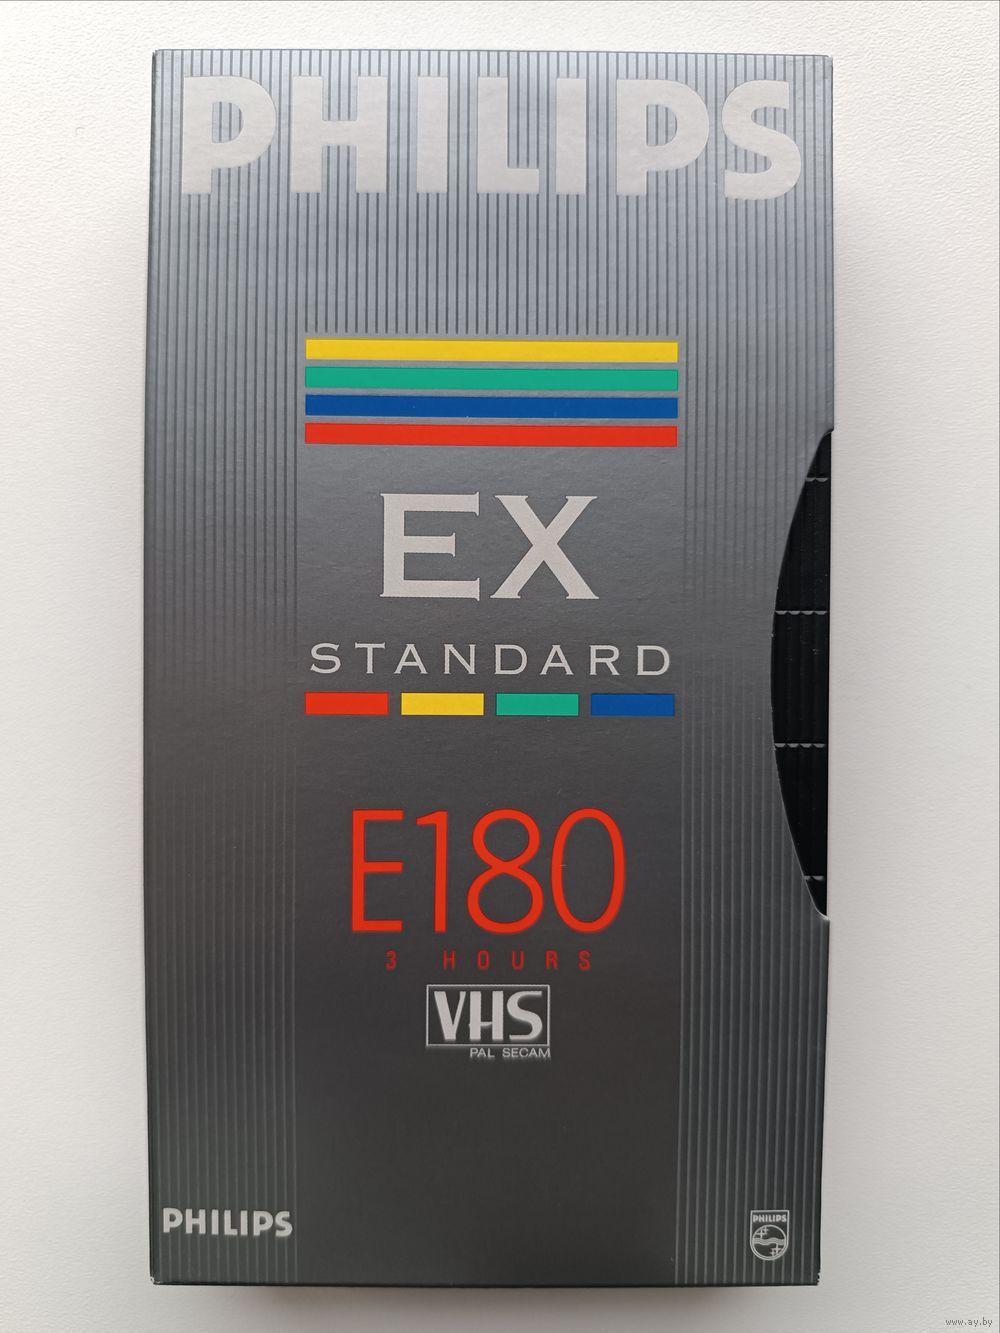 PHILIPS
EX
STANDARD
E180
3 HOURS
VHS
PAL SECAM
PHILIPS
PHILIPS
www.ay.by